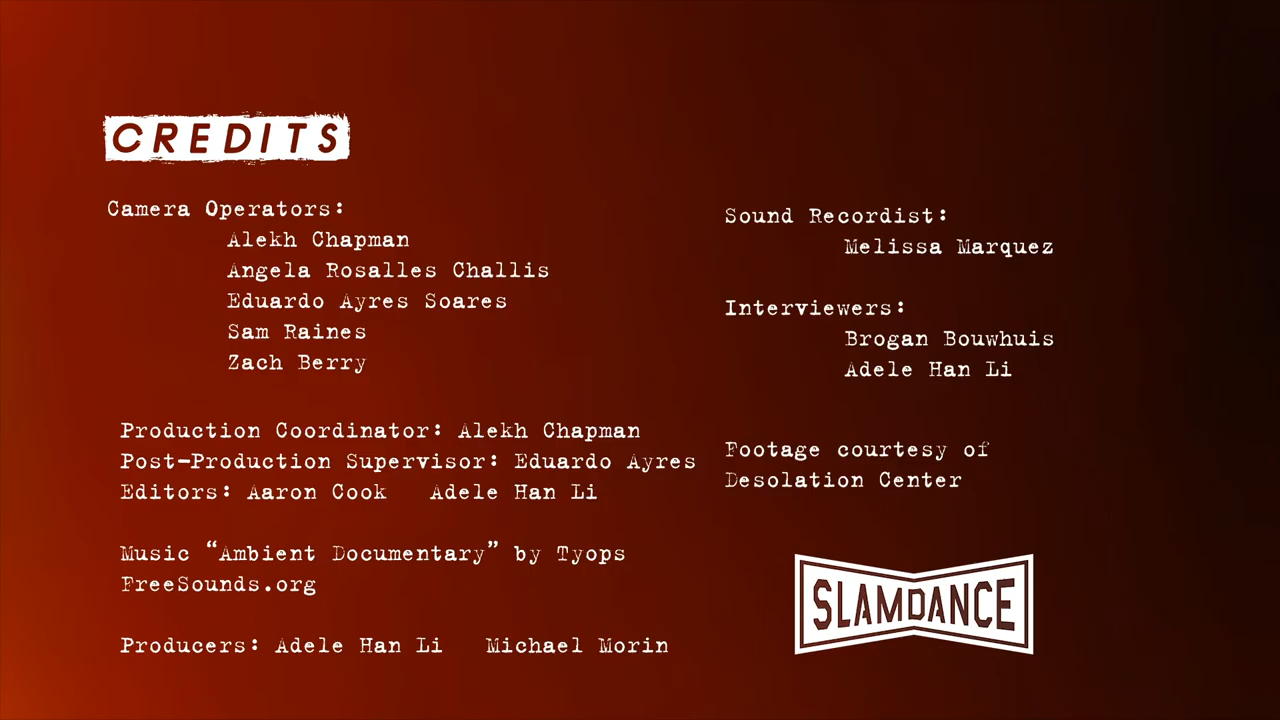 CREDITS
Camera Operators:
Alekh Chapman
Angela Rosalles Challis
Eduardo Ayres Soares
Sam Raines
Zach Berry
Production Coordinator: Alekh Chapman
Post-Production Supervisor: Eduardo Ayres
Editors: Aaron Cook Adele Han Li
Music “Ambient Documentary” by Tyops
FreeSounds.org
Producers: Adele Han Li Michael Morin
Sound Recordist:
Melissa Marquez
Interviewers:
Brogan Bouwhuis
Adele Han Li
Footage courtesy of
Desolation Center
SLAMDANCE